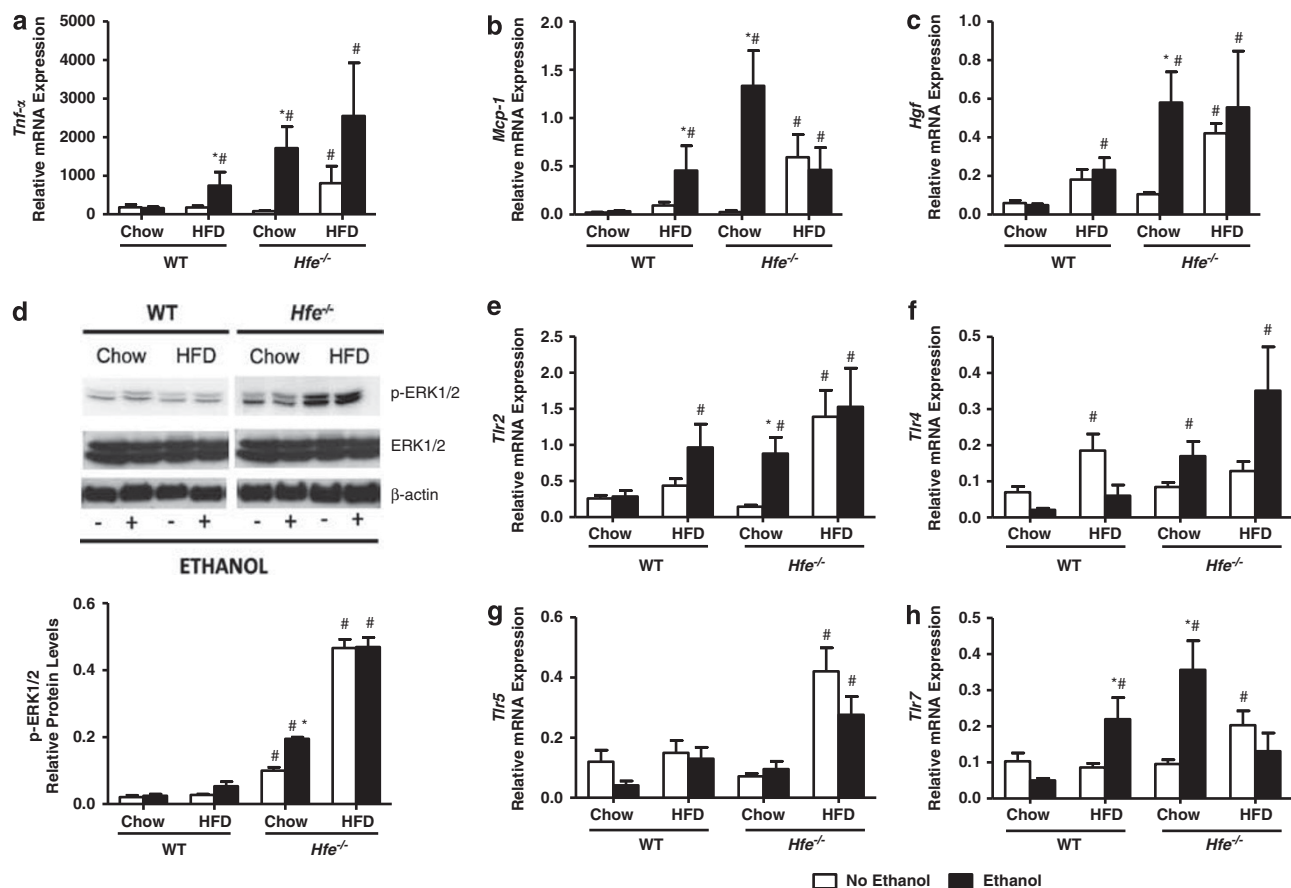 a
Tnf-α
Relative mRNA Expression
5000
4000
3000
2000
1000
0
*#
*#
#
#
Chow HFD Chow HFD
WT Hfe-/-
b
Mcp-1
Relative mRNA Expression
2.0
1.5
1.0
0.5
0.0
*#
*#
#
#
Chow HFD Chow HFD
WT Hfe-/-
c
Hgf
Relative mRNA Expression
1.0
0.8
0.6
0.4
0.2
0.0
#
* #
#
#
Chow HFD Chow HFD
WT Hfe-/-
d
WT Hfe-/-
Chow HFD Chow HFD
p-ERK1/2
ERK1/2
β-actin
- + - + - + - +
ETHANOL
p-ERK1/2
Relative Protein Levels
0.6
0.4
0.2
0.0
#
# *
#
#
Chow HFD Chow HFD
WT Hfe-/-
e
Tlr2
Relative mRNA Expression
2.5
2.0
1.5
1.0
0.5
0.0
#
* #
#
#
Chow HFD Chow HFD
WT Hfe-/-
f
Tlr4
Relative mRNA Expression
0.5
0.4
0.3
0.2
0.1
0.0
#
#
#
Chow HFD Chow HFD
WT Hfe-/-
g
Tlr5
Relative mRNA Expression
0.6
0.4
0.2
0.0
#
#
Chow HFD Chow HFD
WT Hfe-/-
h
Tlr7
Relative mRNA Expression
0.5
0.4
0.3
0.2
0.1
0.0
*#
*#
#
Chow HFD Chow HFD
WT Hfe-/-
No Ethanol Ethanol